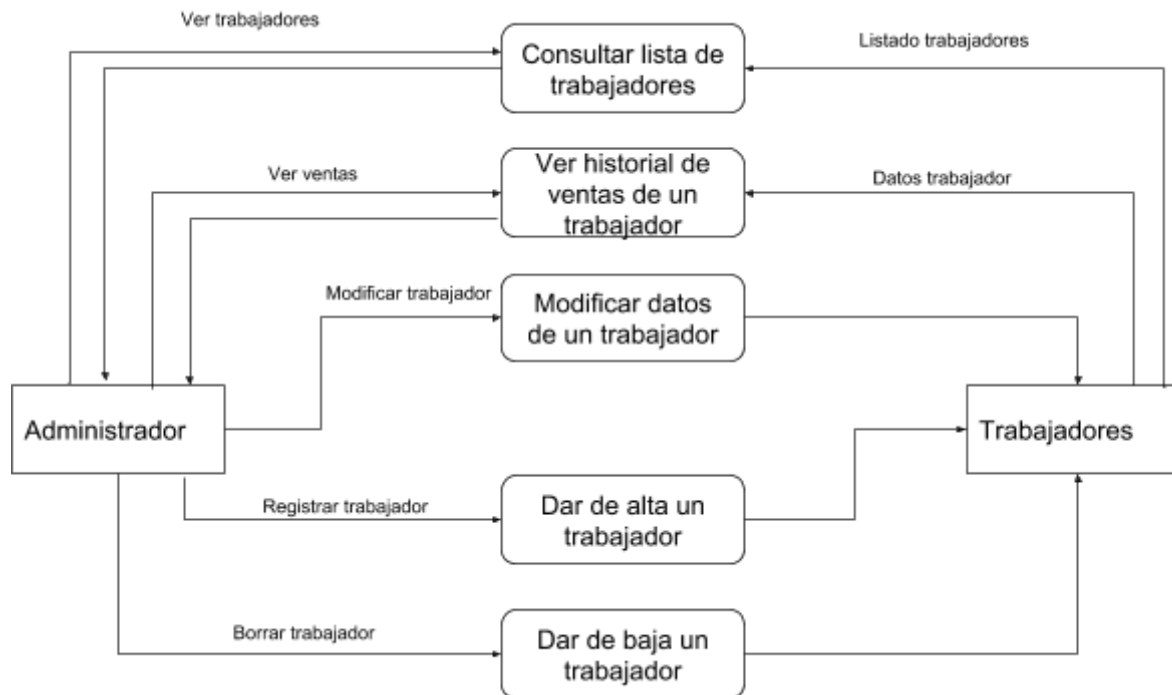 Ver trabajadores
Consultar lista de
trabajadores
Listado trabajadores
Ver ventas
Ver historial de
ventas de un
trabajador
Datos trabajador
Modificar trabajador
Modificar datos
de un trabajador
Administrador
Trabajadores
Registrar trabajador
Dar de alta un
trabajador
Borrar trabajador
Dar de baja un
trabajador